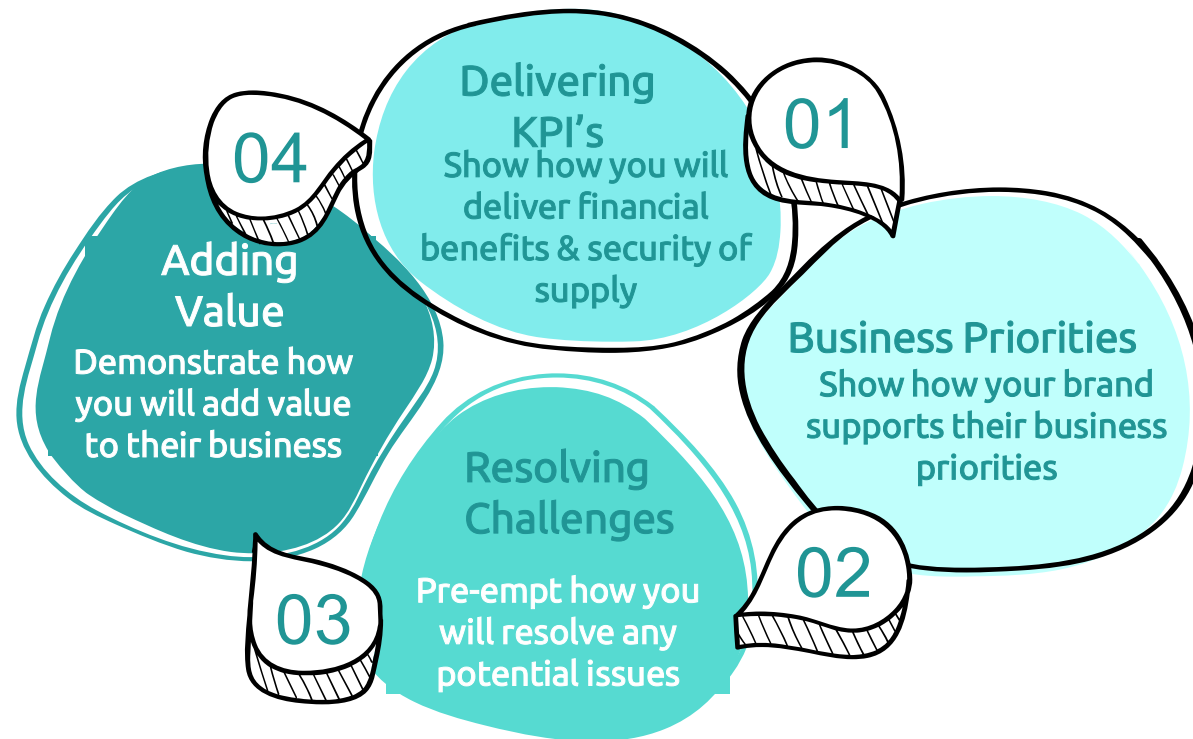 Delivering
KPI's
Show how you will
deliver financial
benefits & security of
supply
01
Business Priorities
Show how your brand
supports their business
priorities
02
Resolving
Challenges
Pre-empt how you
will resolve any
potential issues
03
Adding
Value
Demonstrate how
you will add value
to their business
04